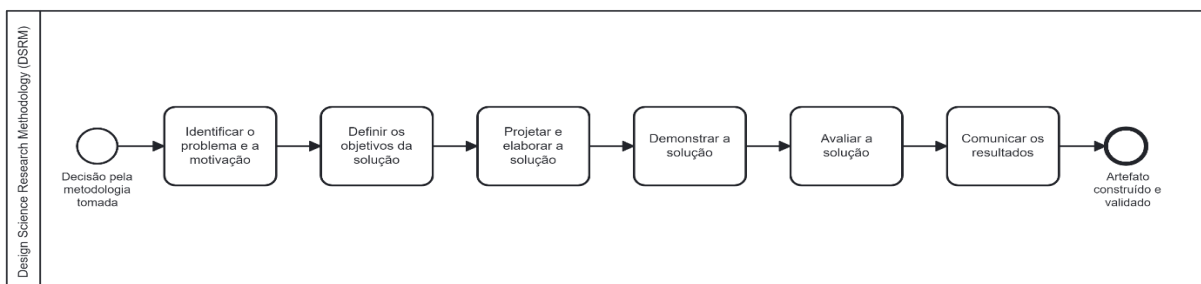 Design Science Research Methodology (DSRM)
Decisão pela
metodologia
tomada
Identificar o
problema e a
motivação
Definir os
objetivos da
solução
Projetar e
elaborar a
solução
Demonstrar a
solução
Avaliar a
solução
Comunicar os
resultados
Artefato
construído e
validado